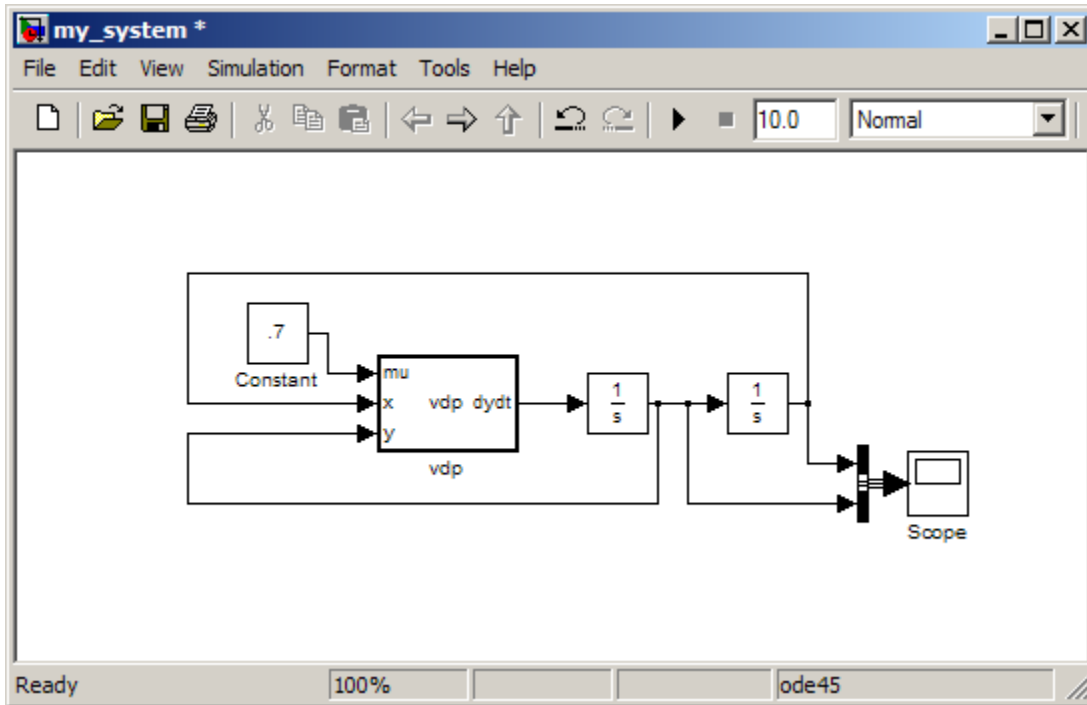 my_system *
File Edit View Simulation Format Tools Help
10.0 Normal
.7
Constant
mu
x vdp dydt
y
vdp
1
s
1
s
Scope
Ready 100% ode45